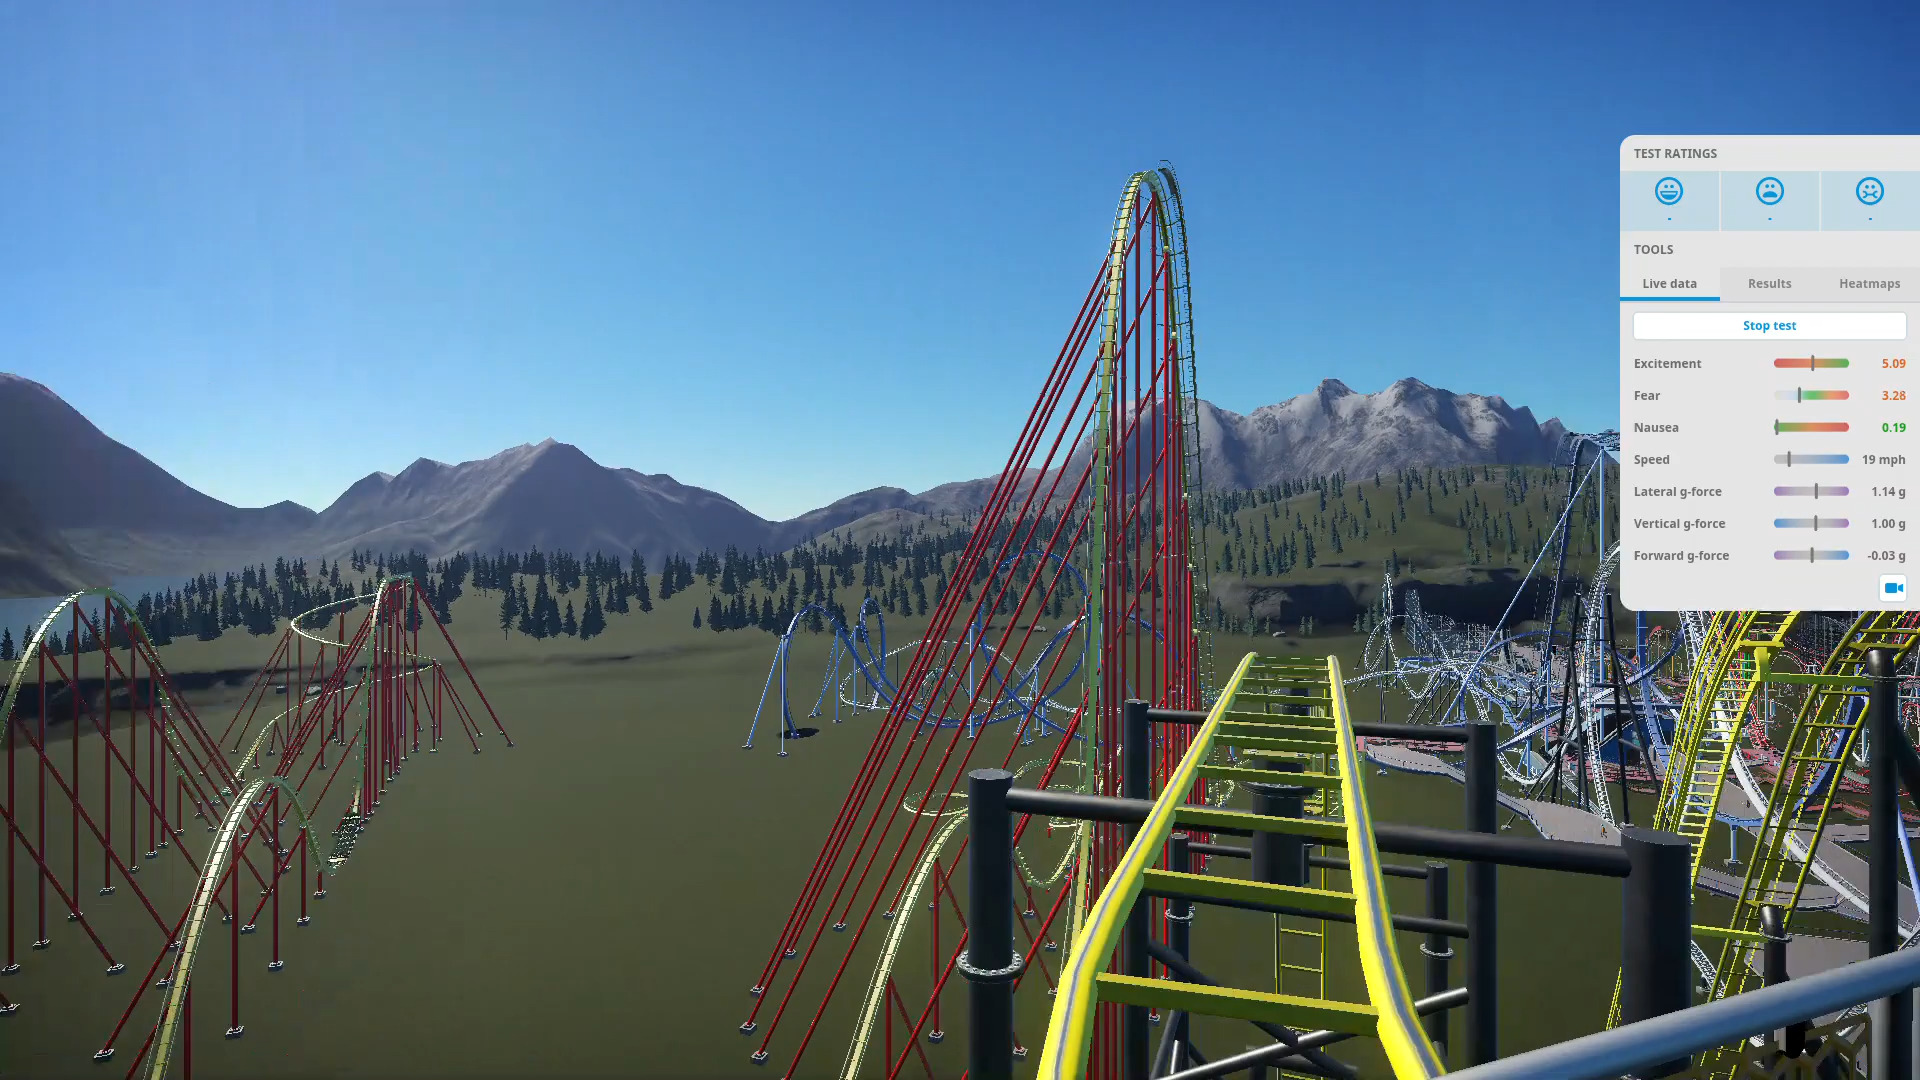 TEST RATINGS
- - -
TOOLS
Live data Results Heatmaps
Stop test
Excitement 5.09
Fear 3.28
Nausea 0.19
Speed 19 mph
Lateral g-force 1.14 g
Vertical g-force 1.00 g
Forward g-force -0.03 g